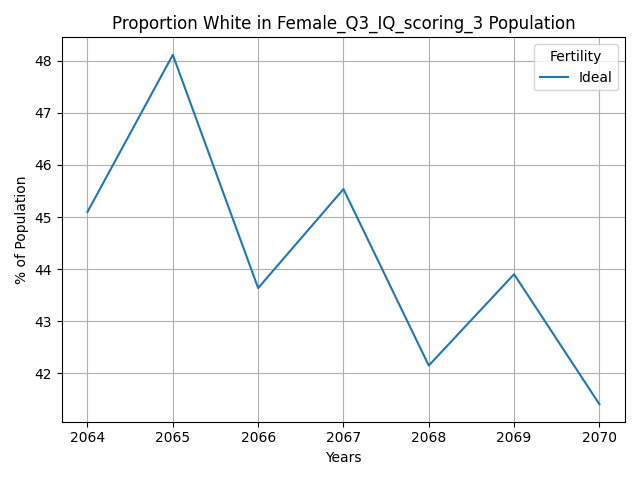 Proportion White in Female_Q3_IQ_scoring_3 Population
Fertility
Ideal
% of Population
48
47
46
45
44
43
42
2064 2065 2066 2067 2068 2069 2070
Years